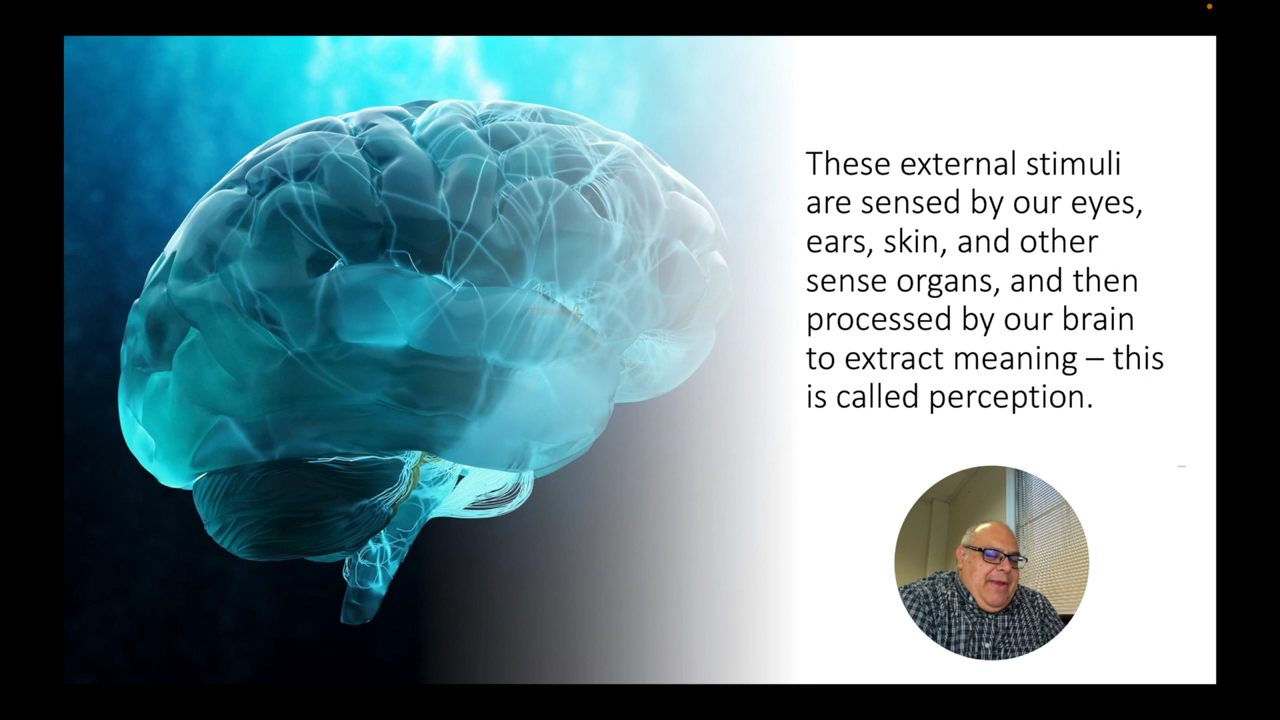 These external stimuli
are sensed by our eyes,
ears, skin, and other
sense organs, and then
processed by our brain
to extract meaning – this
is called perception.